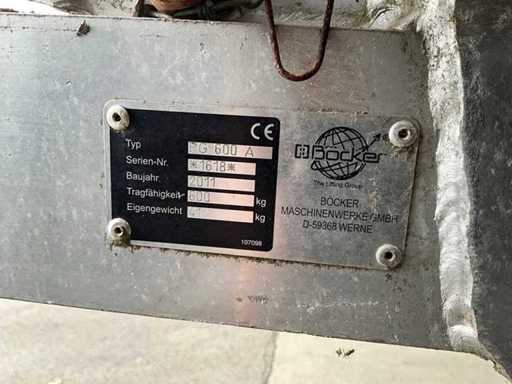 CE
Typ G 600 A
Serien-Nr. *1618*
Baujahr 2011
Tragfähigkeit 600 kg
Eigengewicht kg
107098
Böcker
The Lifting Group
BÖCKER
MASCHINENWERKE GMBH
D-59368 WERNE